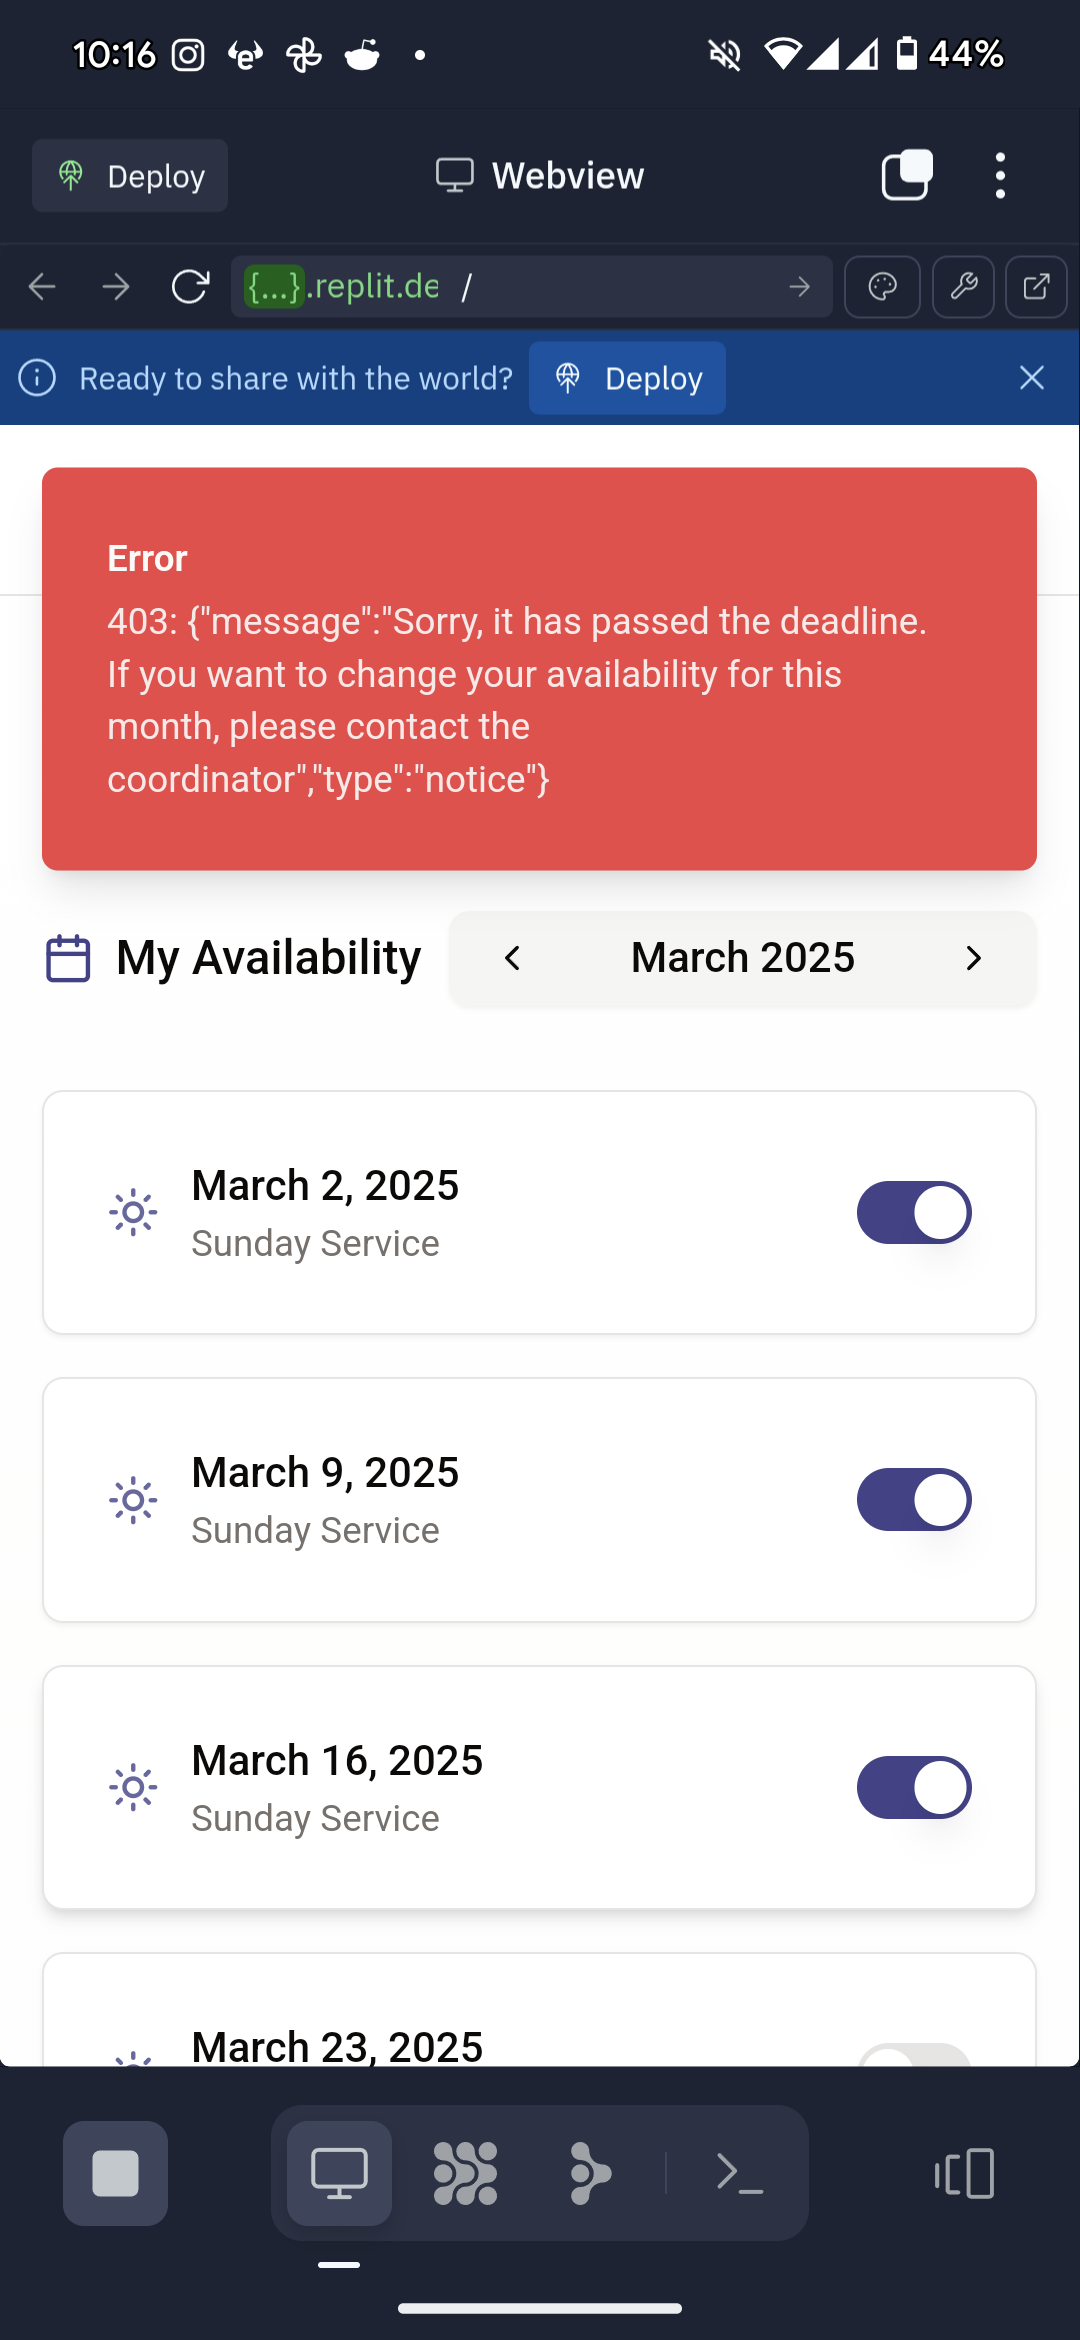 10:16
44%
Deploy
Webview
{...}.replit.de /
Ready to share with the world?
Deploy
Error
403: {"message":"Sorry, it has passed the deadline.
If you want to change your availability for this
month, please contact the
coordinator","type":"notice"}
My Availability
March 2025
March 2, 2025
Sunday Service
March 9, 2025
Sunday Service
March 16, 2025
Sunday Service
March 23, 2025